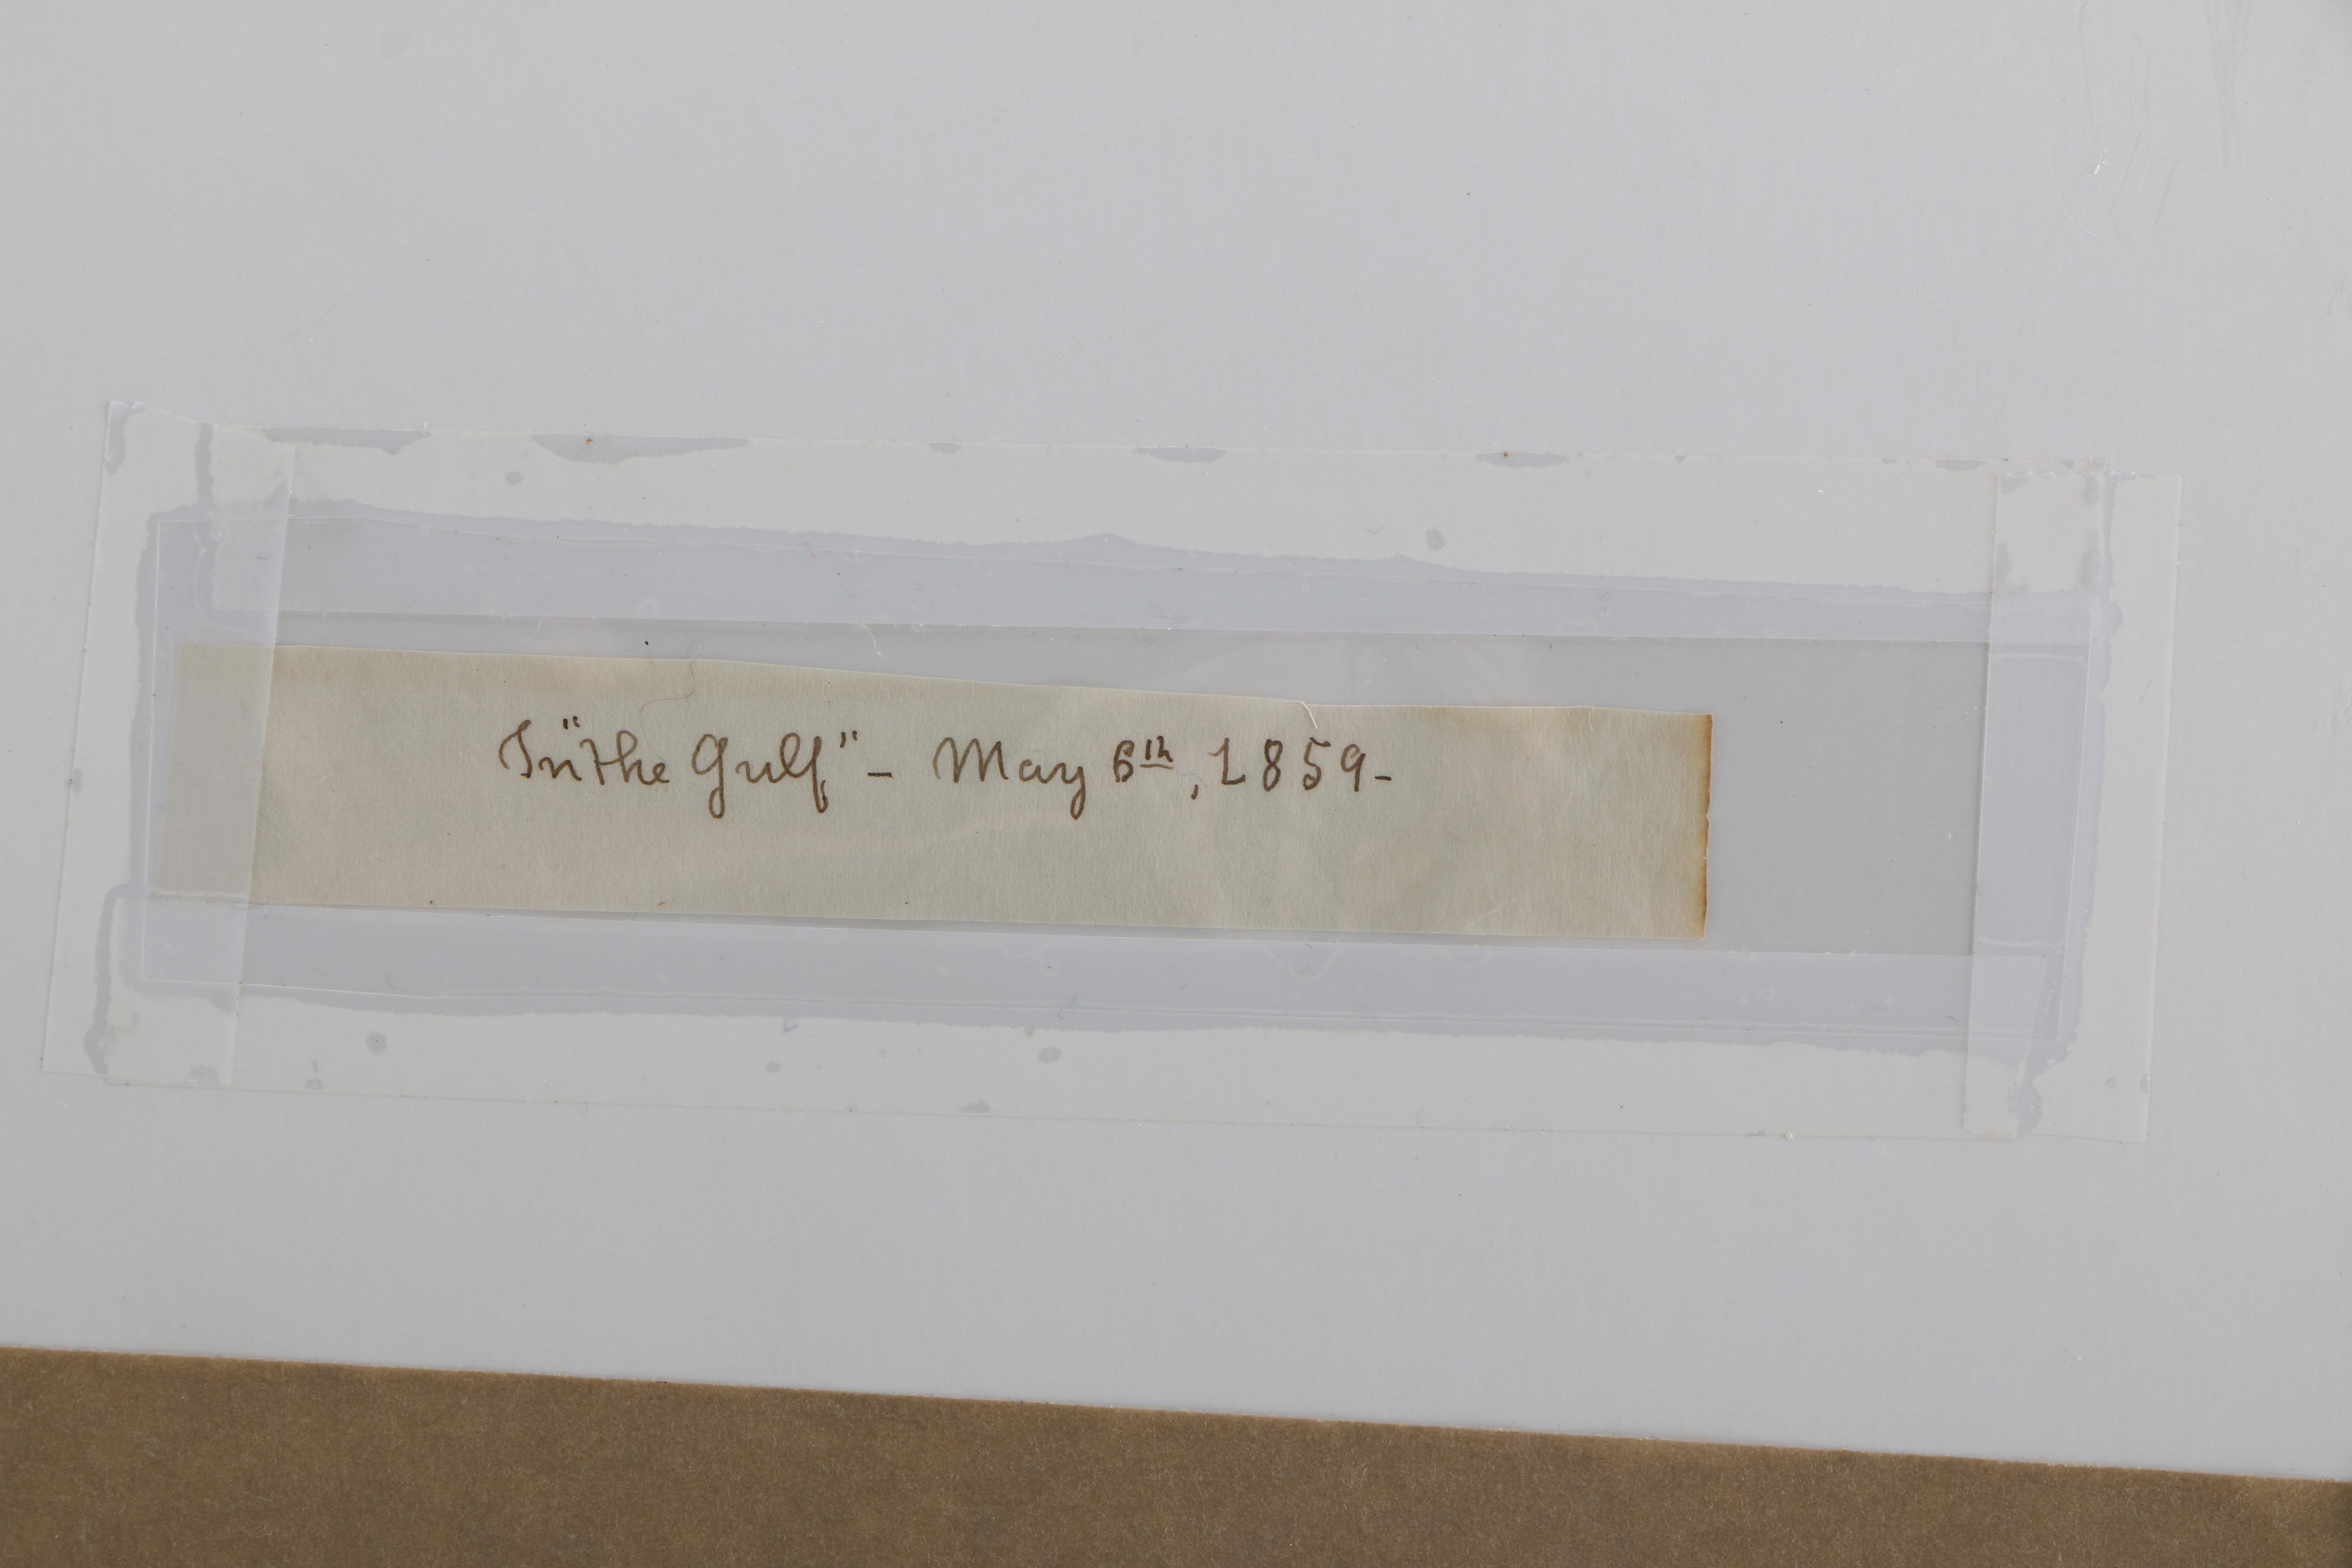 In "the Gulf" - May 6th, 1859-